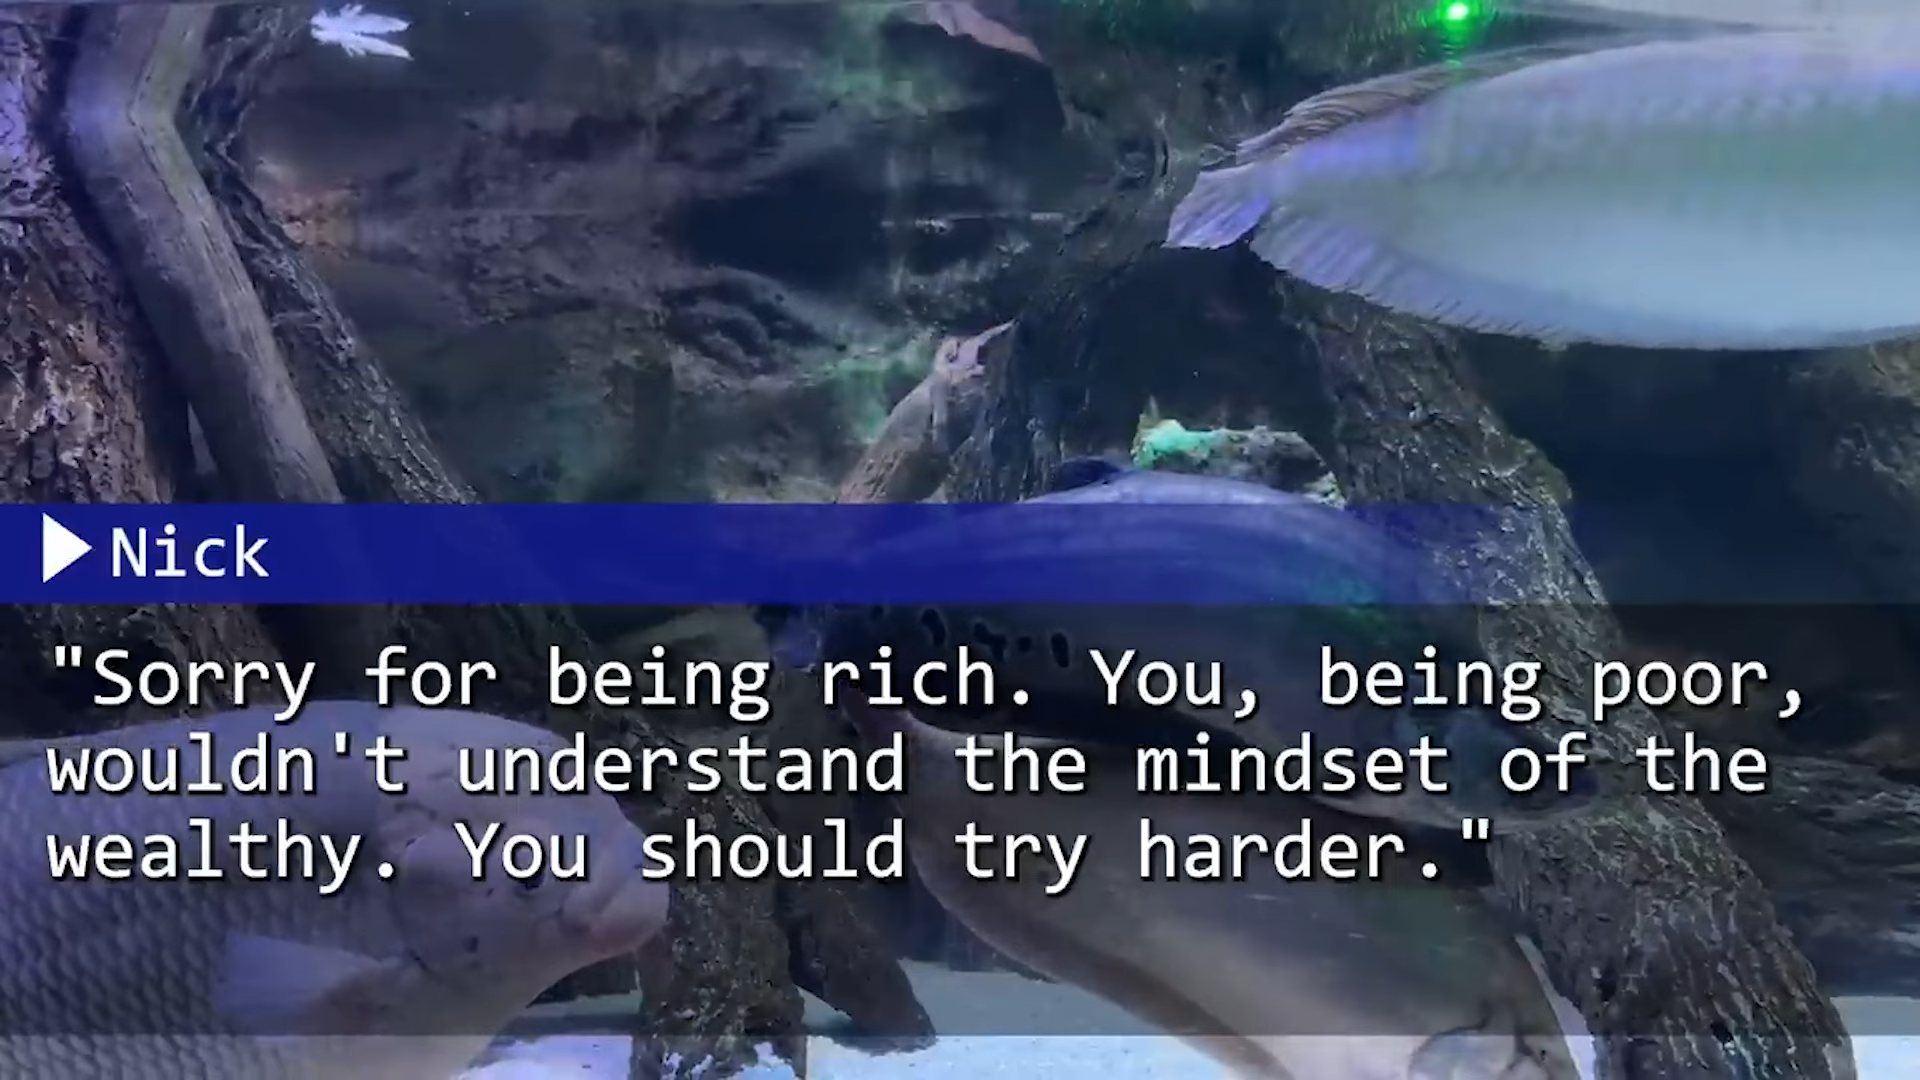 Nick
"Sorry for being rich. You, being poor,
wouldn't understand the mindset of the
wealthy. You should try harder."